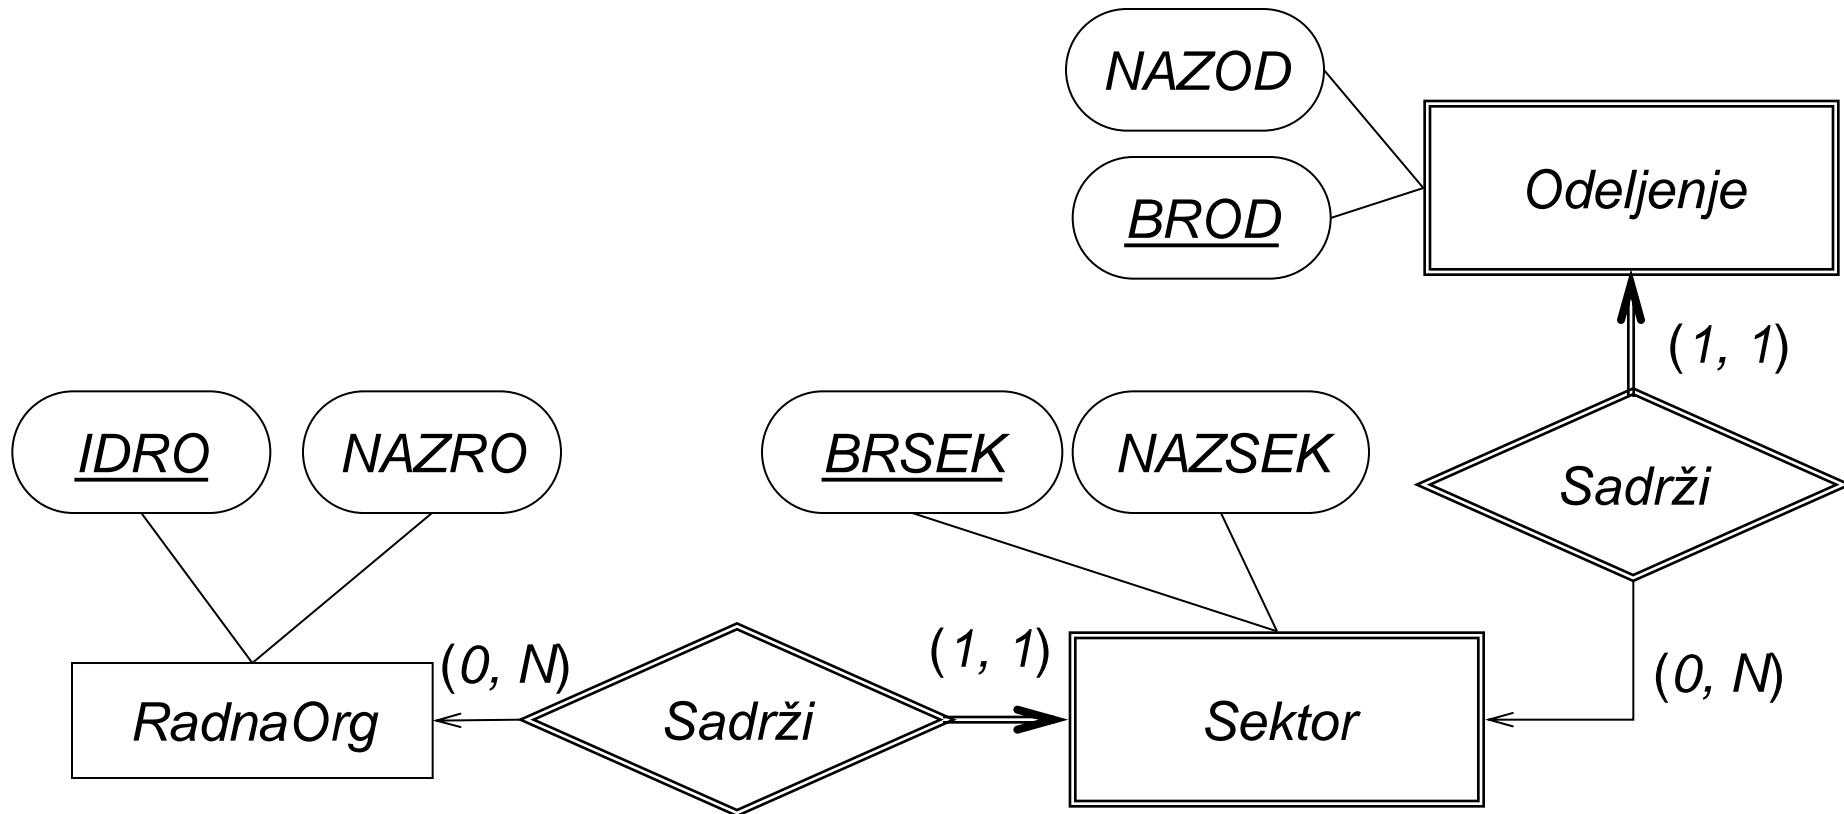 NAZOD
BROD
Odeljenje
(1, 1)
Sadrži
(0, N)
IDRO
NAZRO
BRSEK
NAZSEK
RadnaOrg
(0, N)
Sadrži
(1, 1)
Sektor